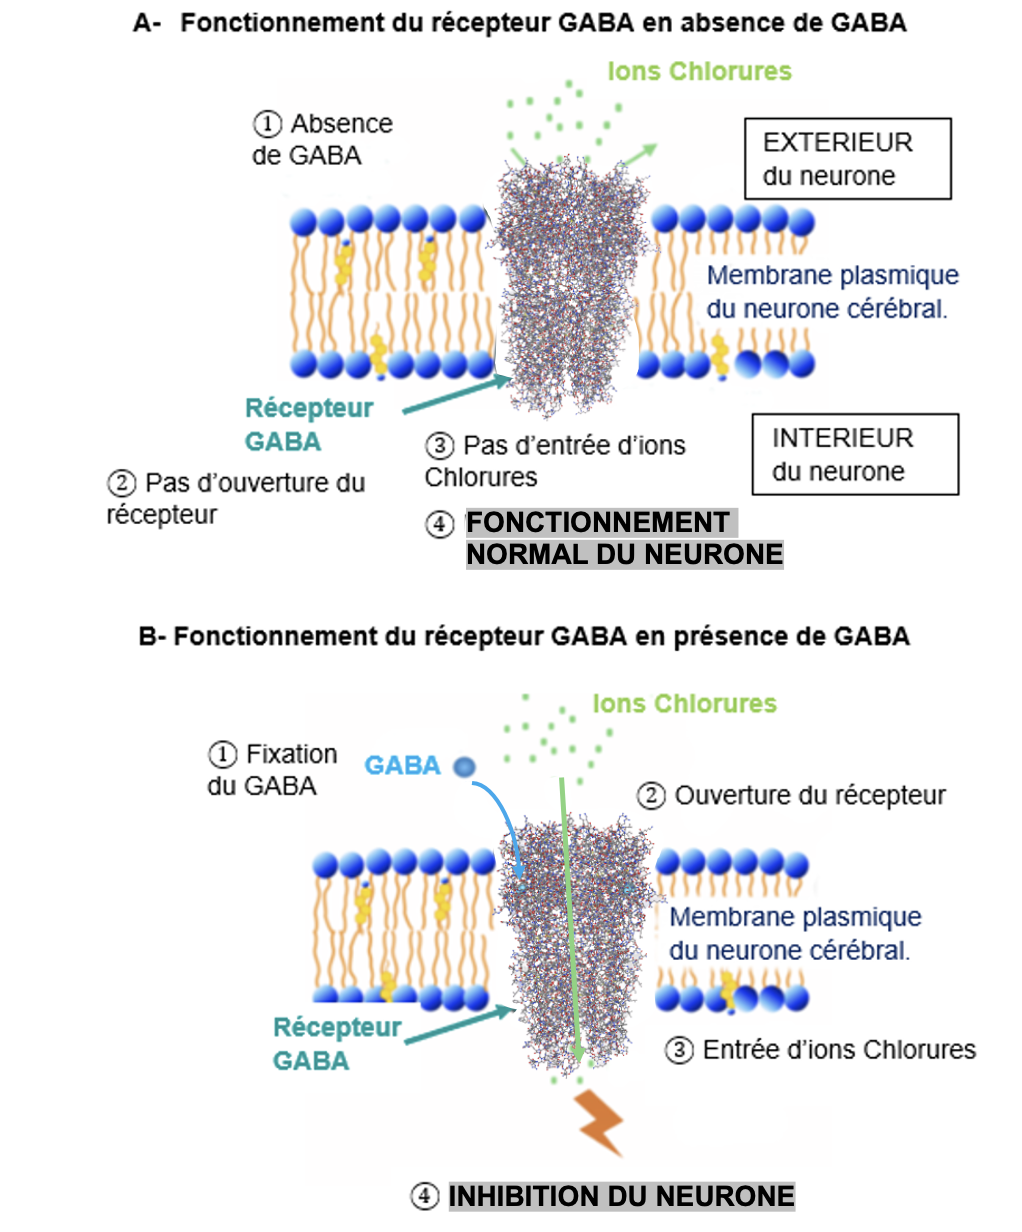 A- Fonctionnement du récepteur GABA en absence de GABA
Ions Chlorures
① Absence
de GABA
EXTERIEUR
du neurone
Membrane plasmique
du neurone cérébral.
Récepteur
GABA
② Pas d'ouverture du
récepteur
③ Pas d'entrée d'ions
Chlorures
INTERIEUR
du neurone
④ FONCTIONNEMENT
NORMAL DU NEURONE
B- Fonctionnement du récepteur GABA en présence de GABA
Ions Chlorures
① Fixation
du GABA
GABA
② Ouverture du récepteur
Membrane plasmique
du neurone cérébral.
Récepteur
GABA
③ Entrée d'ions Chlorures
④ INHIBITION DU NEURONE